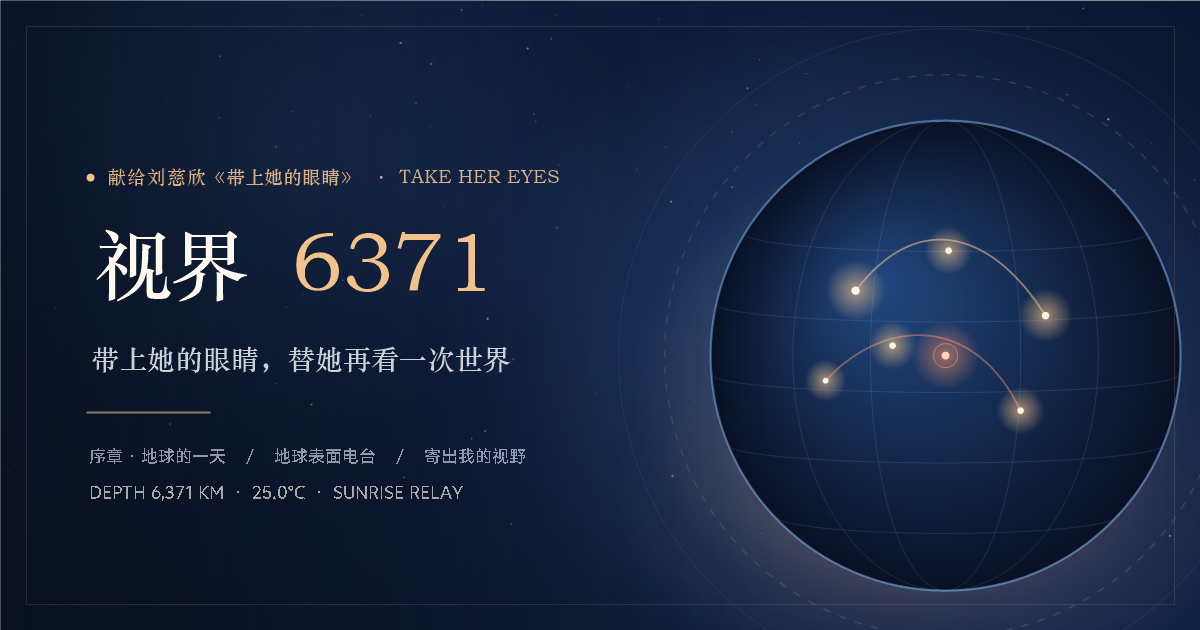 献给刘慈欣《带上她的眼睛》 · TAKE HER EYES
视界 6371
带上她的眼睛，替她再看一次世界
序章 · 地球的一天 / 地球表面电台 / 寄出我的视野
DEPTH 6,371 KM · 25.0°C · SUNRISE RELAY